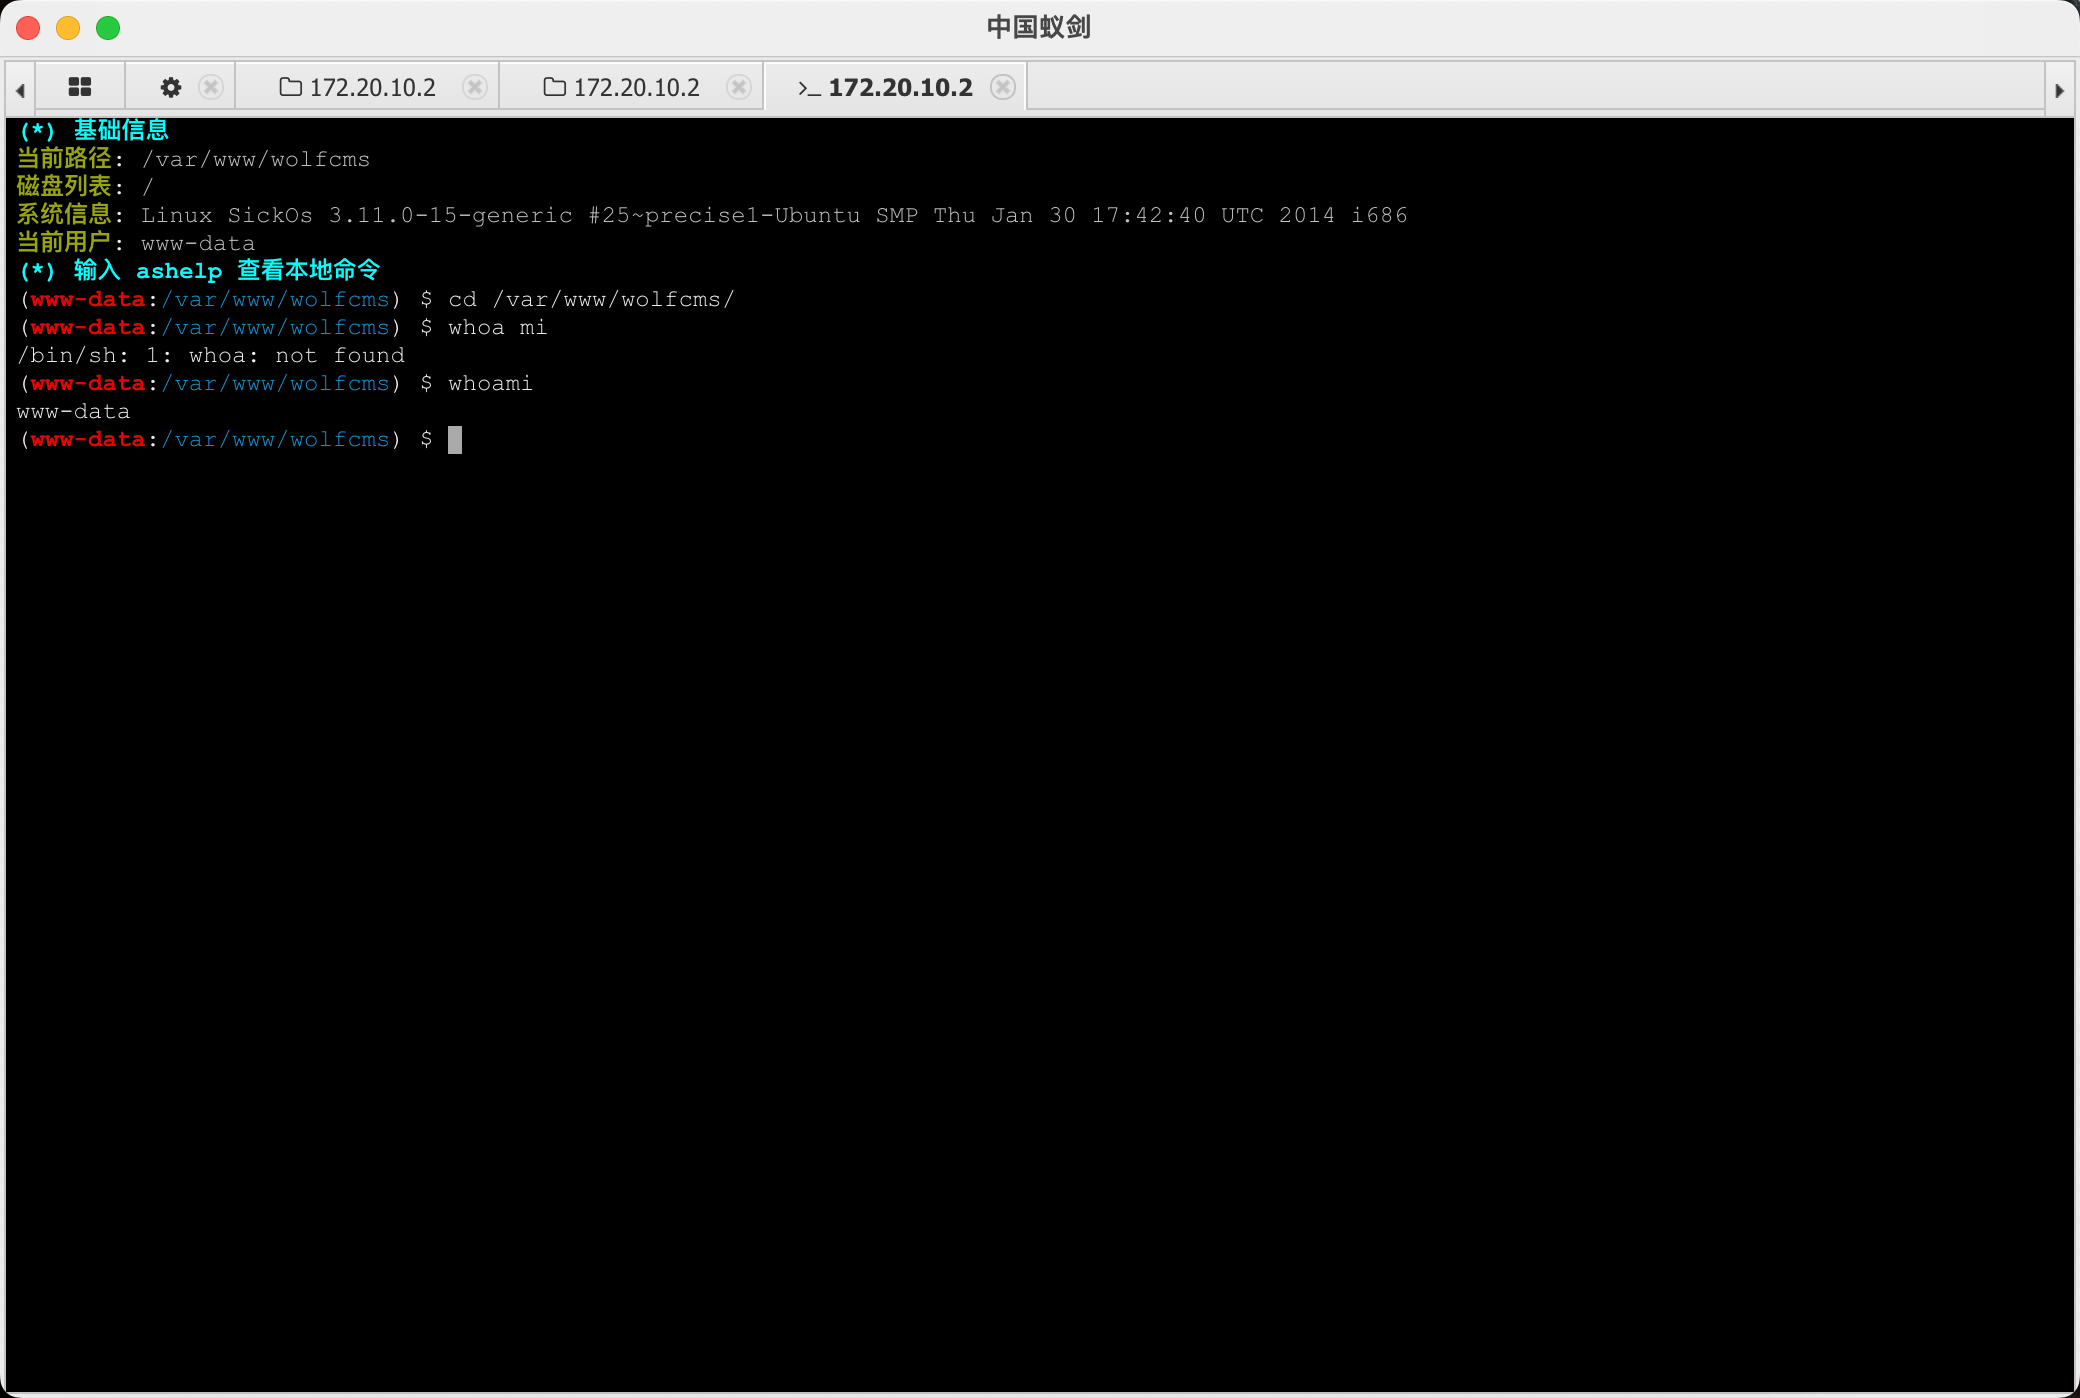 中国蚁剑
172.20.10.2 172.20.10.2 >_ 172.20.10.2
(*) 基础信息
当前路径: /var/www/wolfcms
磁盘列表: /
系统信息: Linux SickOs 3.11.0-15-generic #25~precise1-Ubuntu SMP Thu Jan 30 17:42:40 UTC 2014 i686
当前用户: www-data
(*) 输入 ashelp 查看本地命令
(www-data:/var/www/wolfcms) $ cd /var/www/wolfcms/
(www-data:/var/www/wolfcms) $ whoa mi
/bin/sh: 1: whoa: not found
(www-data:/var/www/wolfcms) $ whoami
www-data
(www-data:/var/www/wolfcms) $